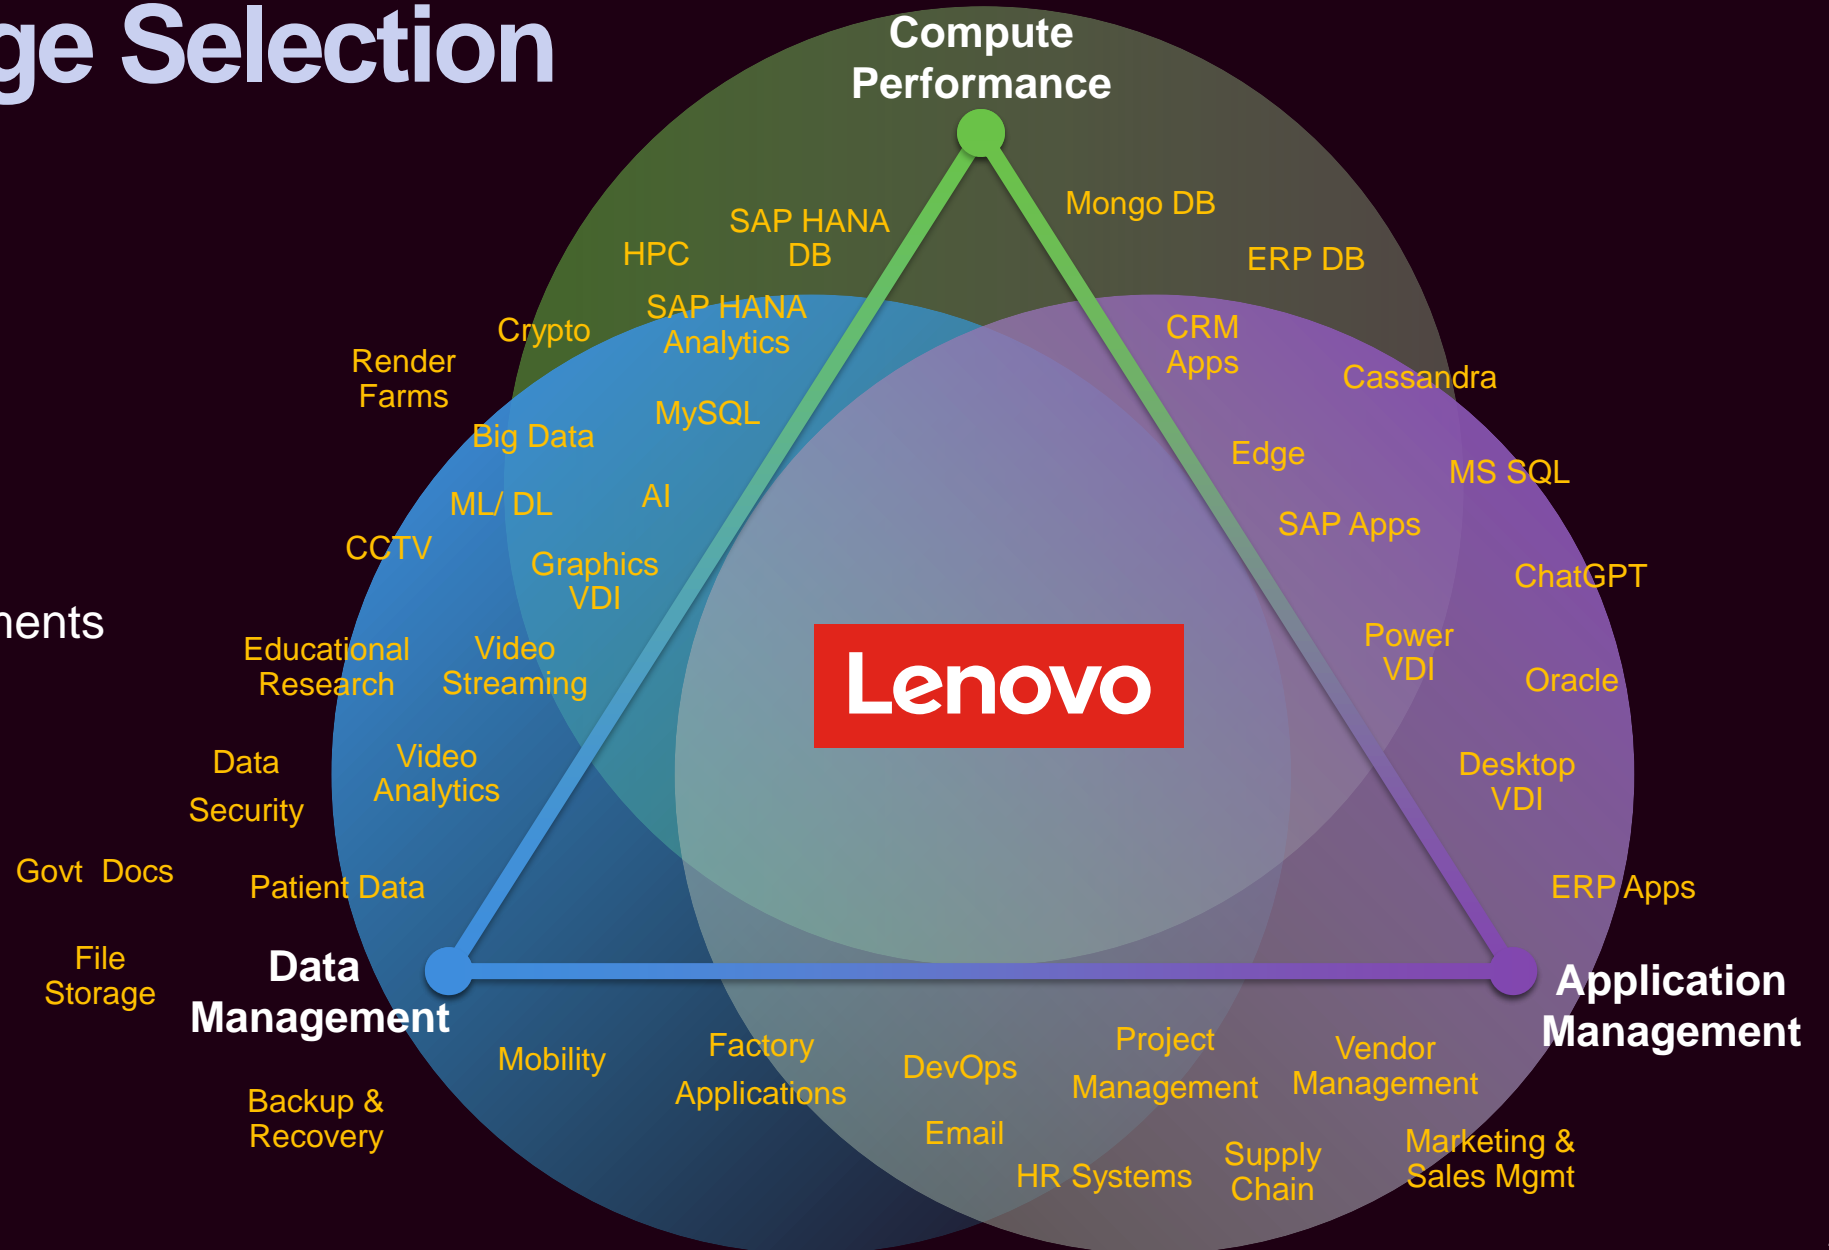 ge Selection
Compute
Performance
Mongo DB
SAP HANA
DB
HPC
ERP DB
SAP HANA
Analytics
Crypto
CRM
Apps
Render
Farms
Cassandra
MySQL
Big Data
Edge
MS SQL
ML/ DL
AI
SAP Apps
CCTV
Graphics
VDI
ChatGPT
ments
Educational
Research
Video
Streaming
Power
VDI
Oracle
Lenovo
Data
Security
Video
Analytics
Desktop
VDI
Govt  Docs
Patient Data
ERP Apps
File
Storage
Data
Management
Application
Management
Mobility
Factory
Applications
DevOps
Project
Management
Vendor
Management
Backup &
Recovery
Email
HR Systems
Supply
Chain
Marketing &
Sales Mgmt